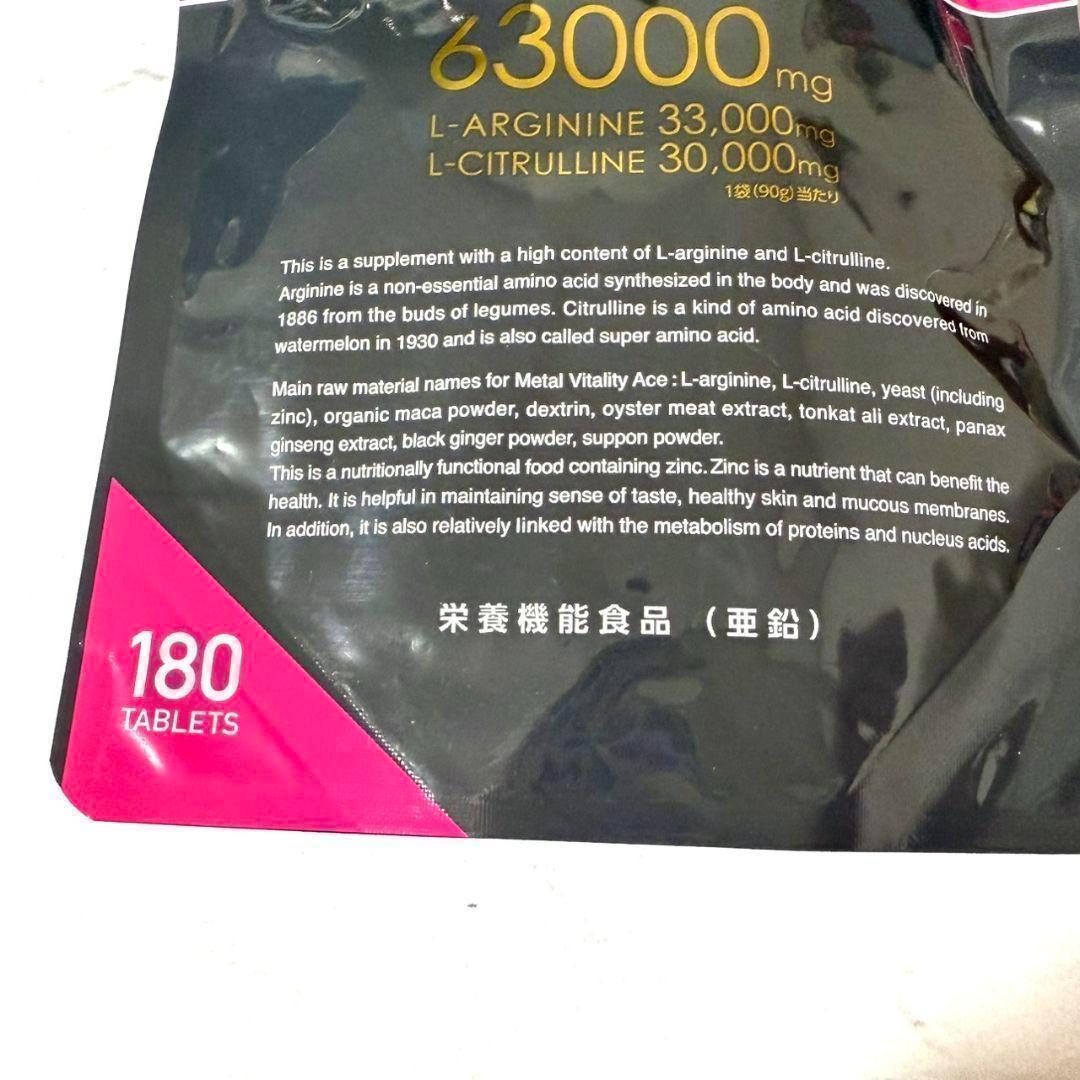 63000mg
L-ARGININE 33,000mg
L-CITRULLINE 30,000mg
1袋(90g)当たり
This is a supplement with a high content of L-arginine and L-citrulline.
Arginine is a non-essential amino acid synthesized in the body and was discovered in
1886 from the buds of legumes. Citrulline is a kind of amino acid discovered from
watermelon in 1930 and is also called super amino acid.
Main raw material names for Metal Vitality Ace : L-arginine, L-citrulline, yeast (including
zinc), organic maca powder, dextrin, oyster meat extract, tonkat ali extract, panax
ginseng extract, black ginger powder, suppon powder.
This is a nutritionally functional food containing zinc. Zinc is a nutrient that can benefit the
health. It is helpful in maintaining sense of taste, healthy skin and mucous membranes.
In addition, it is also relatively linked with the metabolism of proteins and nucleus acids.
栄養機能食品 (亜鉛)
180
TABLETS